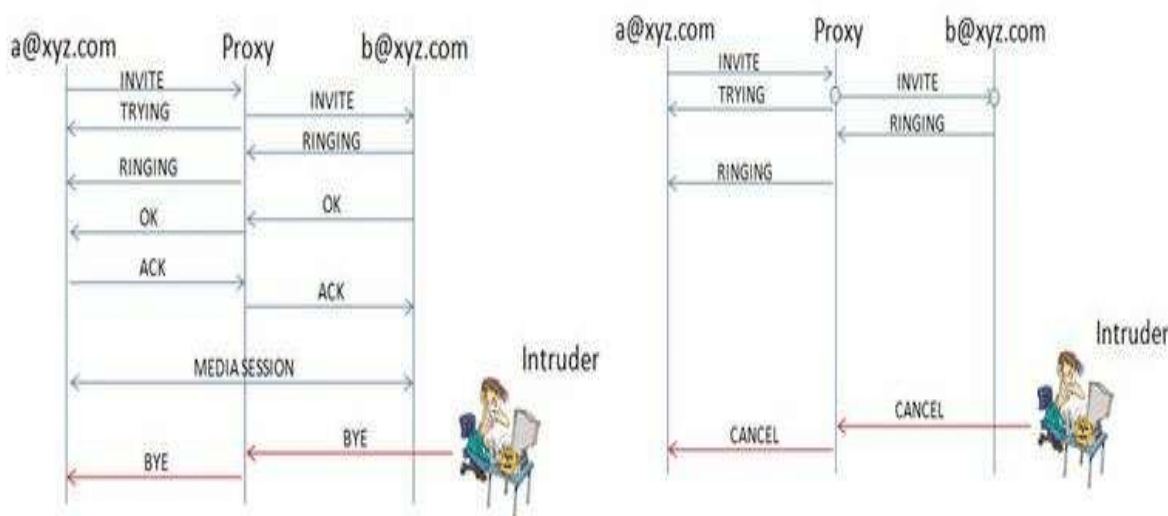 a@xyz.com Proxy b@xyz.com
INVITE
TRYING
INVITE
RINGING
RINGING
OK
OK
ACK
ACK
MEDIA SESSION
Intruder
BYE
BYE
a@xyz.com Proxy b@xyz.com
INVITE
INVITE
TRYING
RINGING
RINGING
Intruder
CANCEL
CANCEL